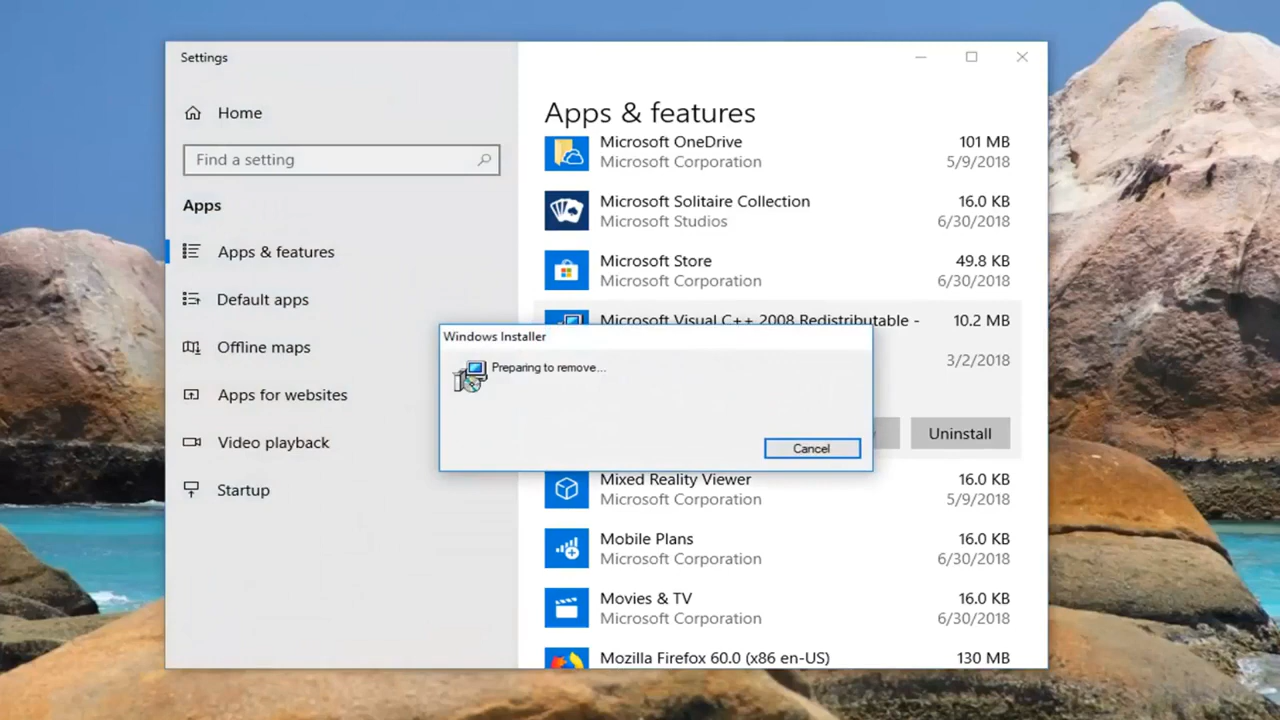 Settings
Home
Find a setting
Apps
Apps & features
Default apps
Offline maps
Apps for websites
Video playback
Startup
Apps & features
Microsoft OneDrive 101 MB
Microsoft Corporation 5/9/2018
Microsoft Solitaire Collection 16.0 KB
Microsoft Studios 6/30/2018
Microsoft Store 49.8 KB
Microsoft Corporation 6/30/2018
Microsoft Visual C++ 2008 Redistributable - 10.2 MB
3/2/2018
Windows Installer
Preparing to remove...
Cancel
Uninstall
Mixed Reality Viewer 16.0 KB
Microsoft Corporation 5/9/2018
Mobile Plans 16.0 KB
Microsoft Corporation 6/30/2018
Movies & TV 16.0 KB
Microsoft Corporation 6/30/2018
Mozilla Firefox 60.0 (x86 en-US) 130 MB